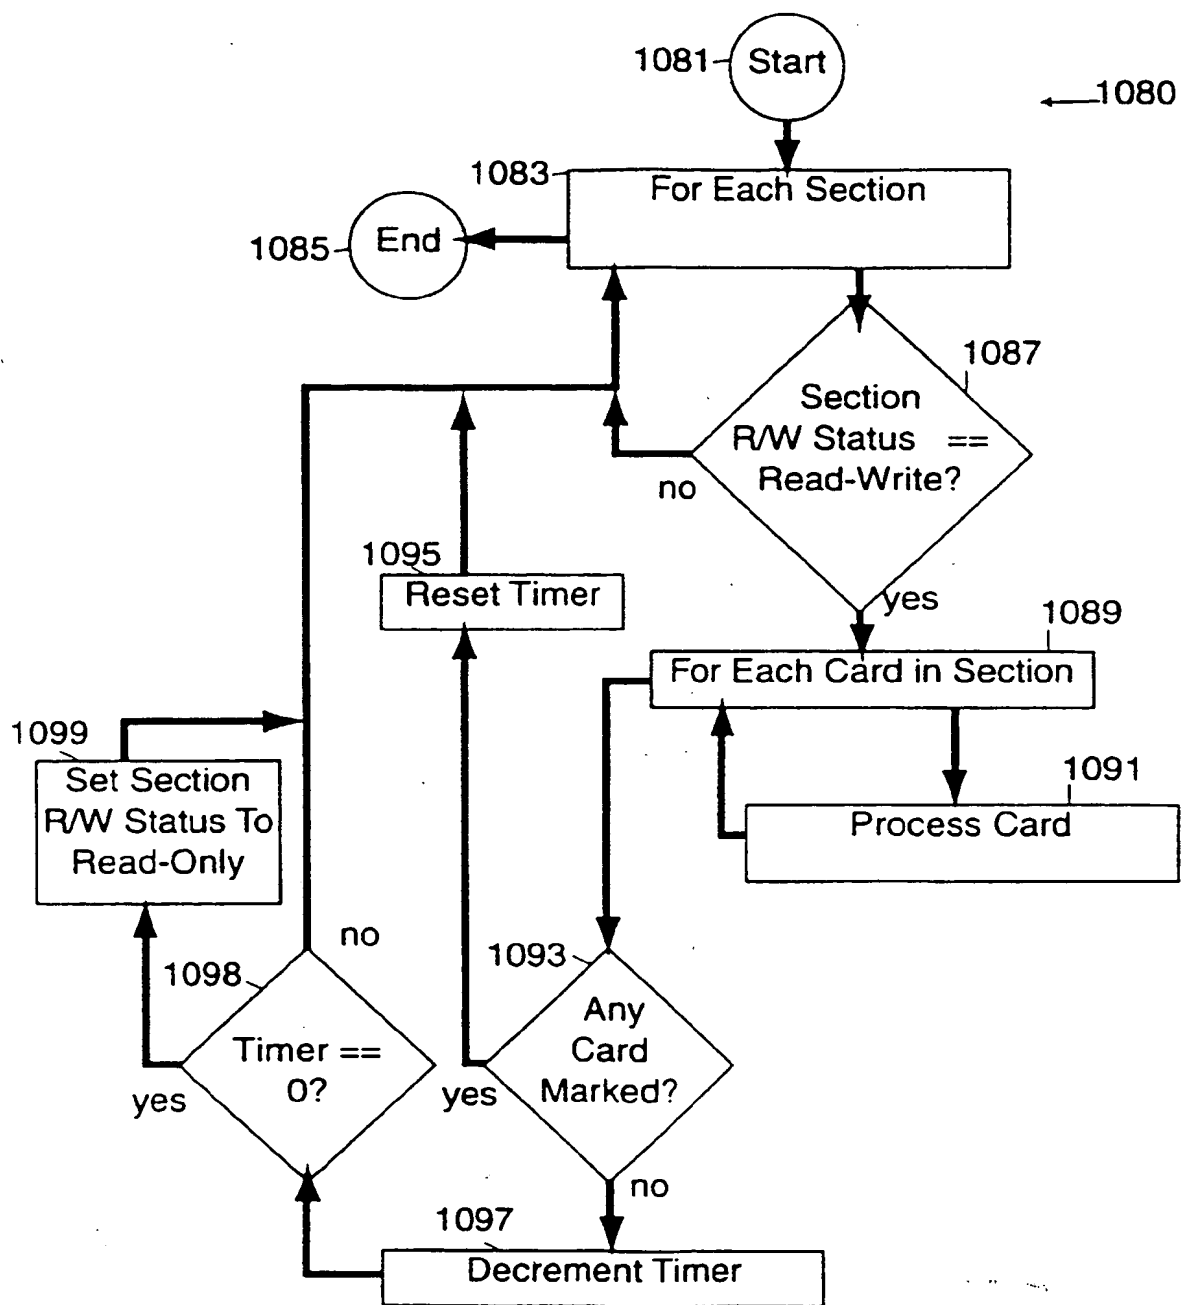 1081
Start
1080
1083
For Each Section
1085
End
1087
Section
R/W Status ==
Read-Write?
no
yes
1095
Reset Timer
1089
For Each Card in Section
1099
Set Section
R/W Status To
Read-Only
1091
Process Card
no
1098
Timer ==
0?
yes
1093
Any
Card
Marked?
yes
no
1097
Decrement Timer